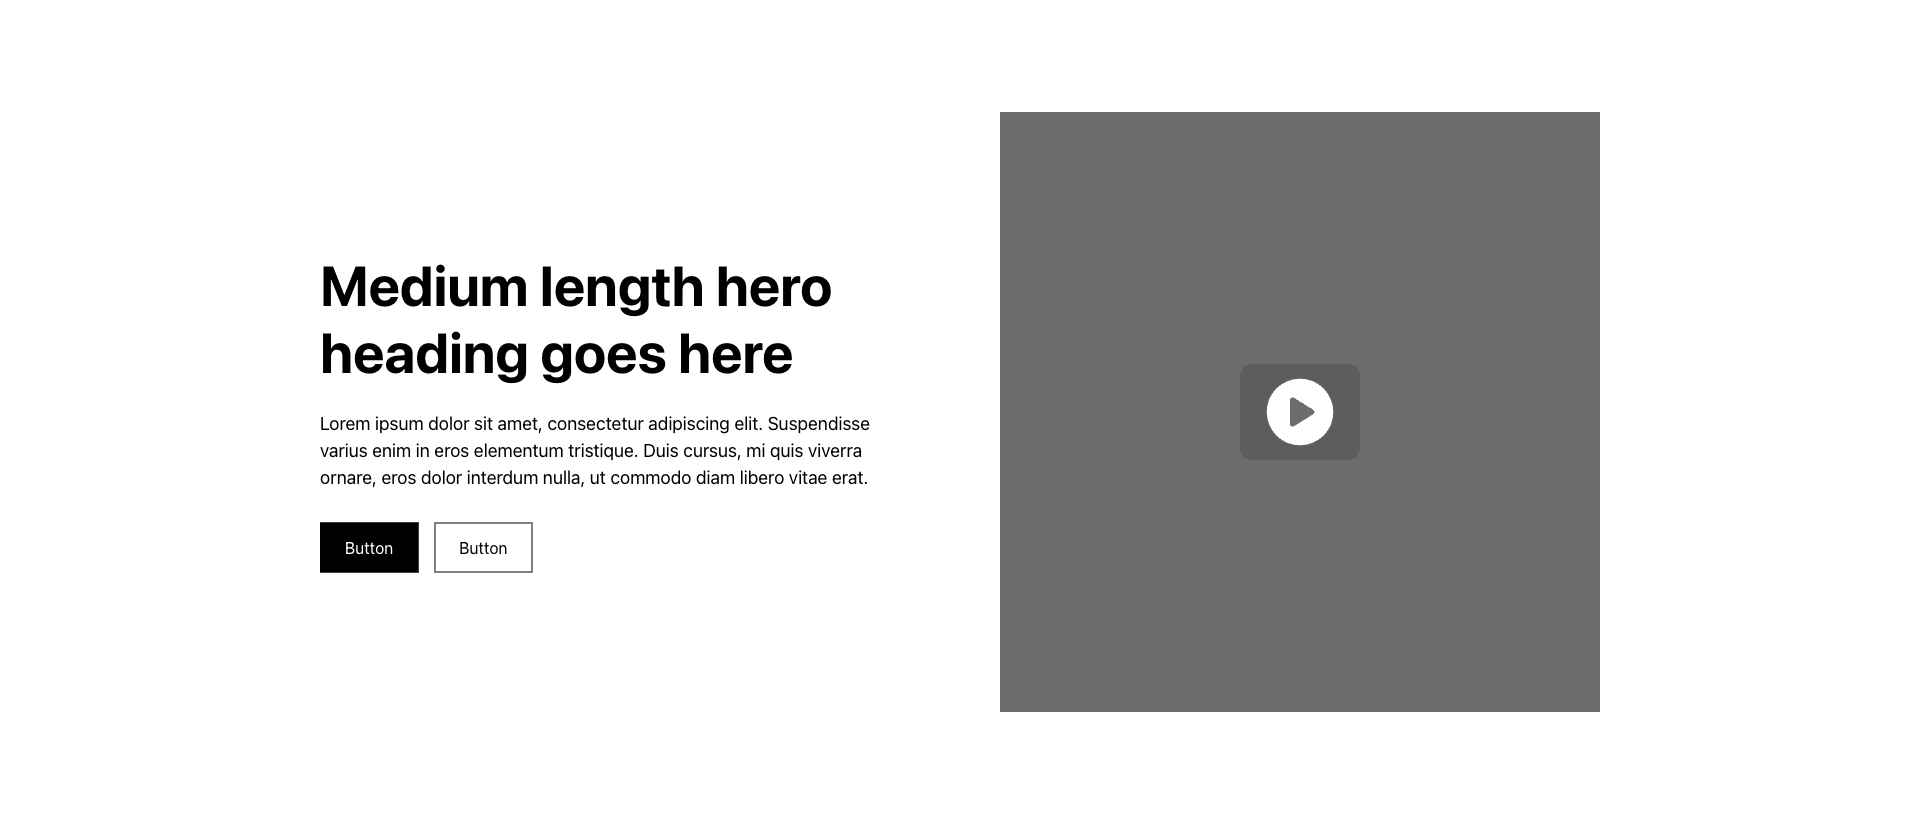 Medium length hero
heading goes here
Lorem ipsum dolor sit amet, consectetur adipiscing elit. Suspendisse
varius enim in eros elementum tristique. Duis cursus, mi quis viverra
ornare, eros dolor interdum nulla, ut commodo diam libero vitae erat.
Button
Button